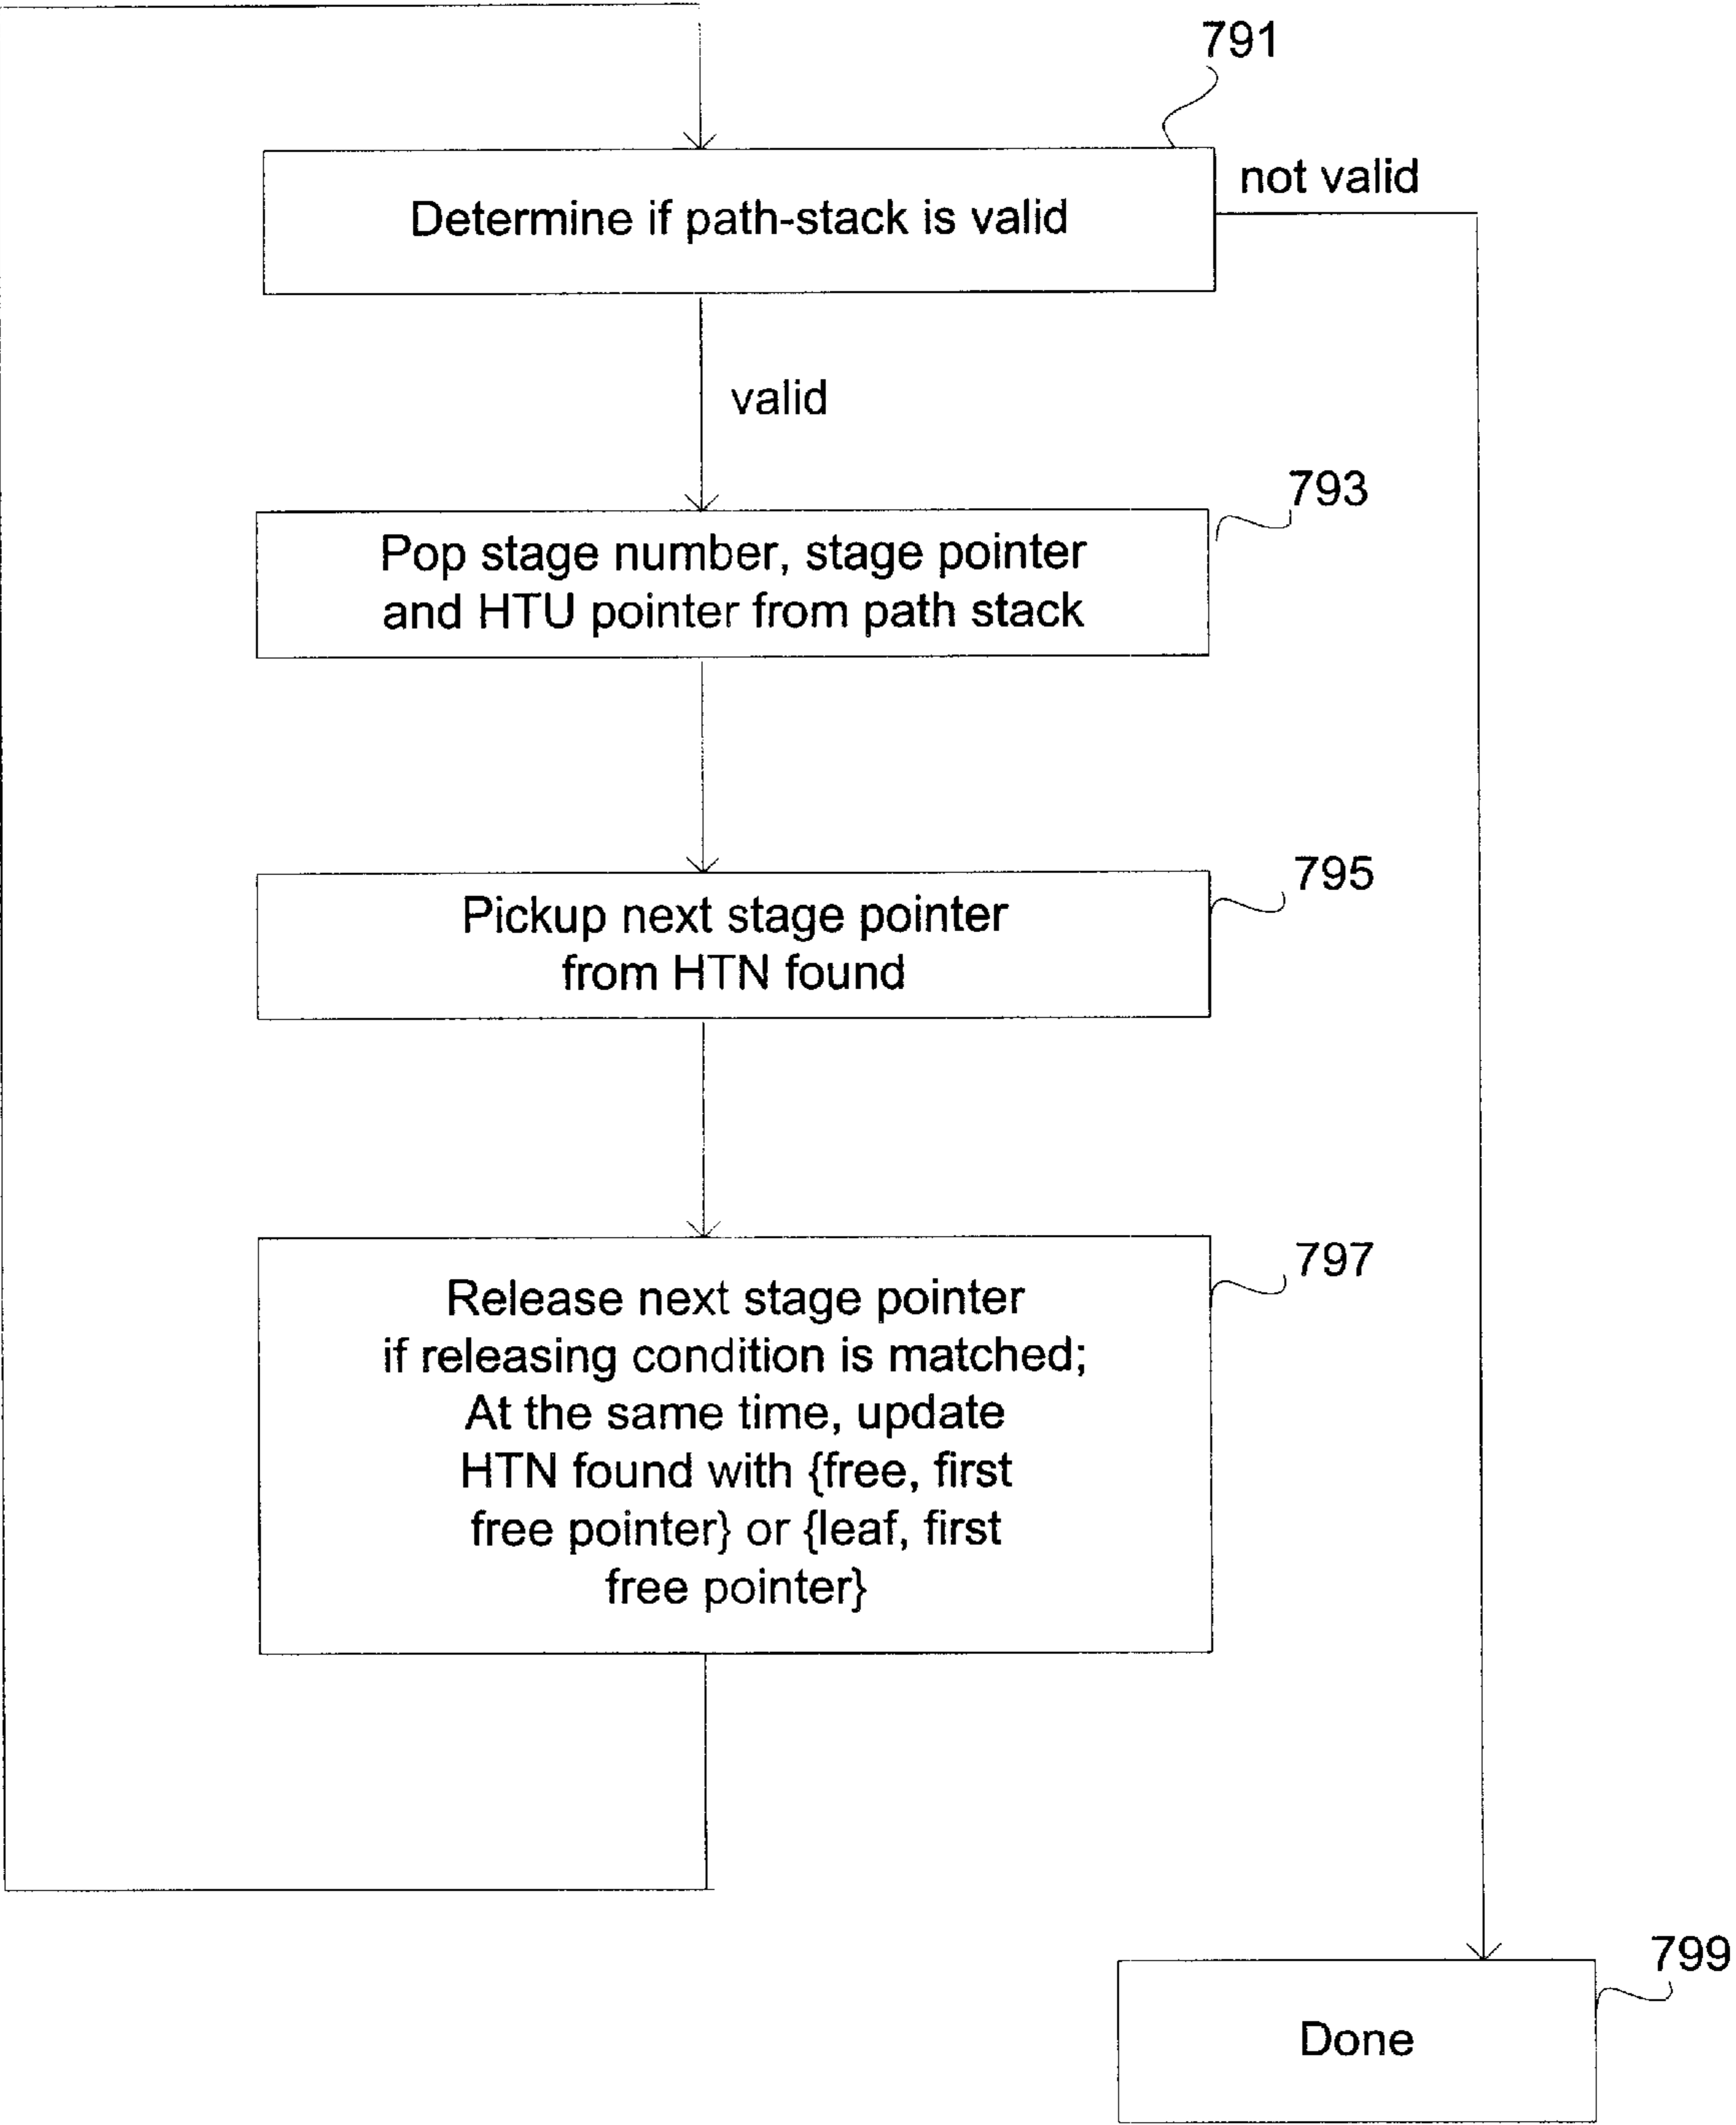 791
not valid
Determine if path-stack is valid
valid
793
Pop stage number, stage pointer
and HTU pointer from path stack
795
Pickup next stage pointer
from HTN found
797
Release next stage pointer
if releasing condition is matched;
At the same time, update
HTN found with {free, first
free pointer} or {leaf, first
free pointer}
799
Done